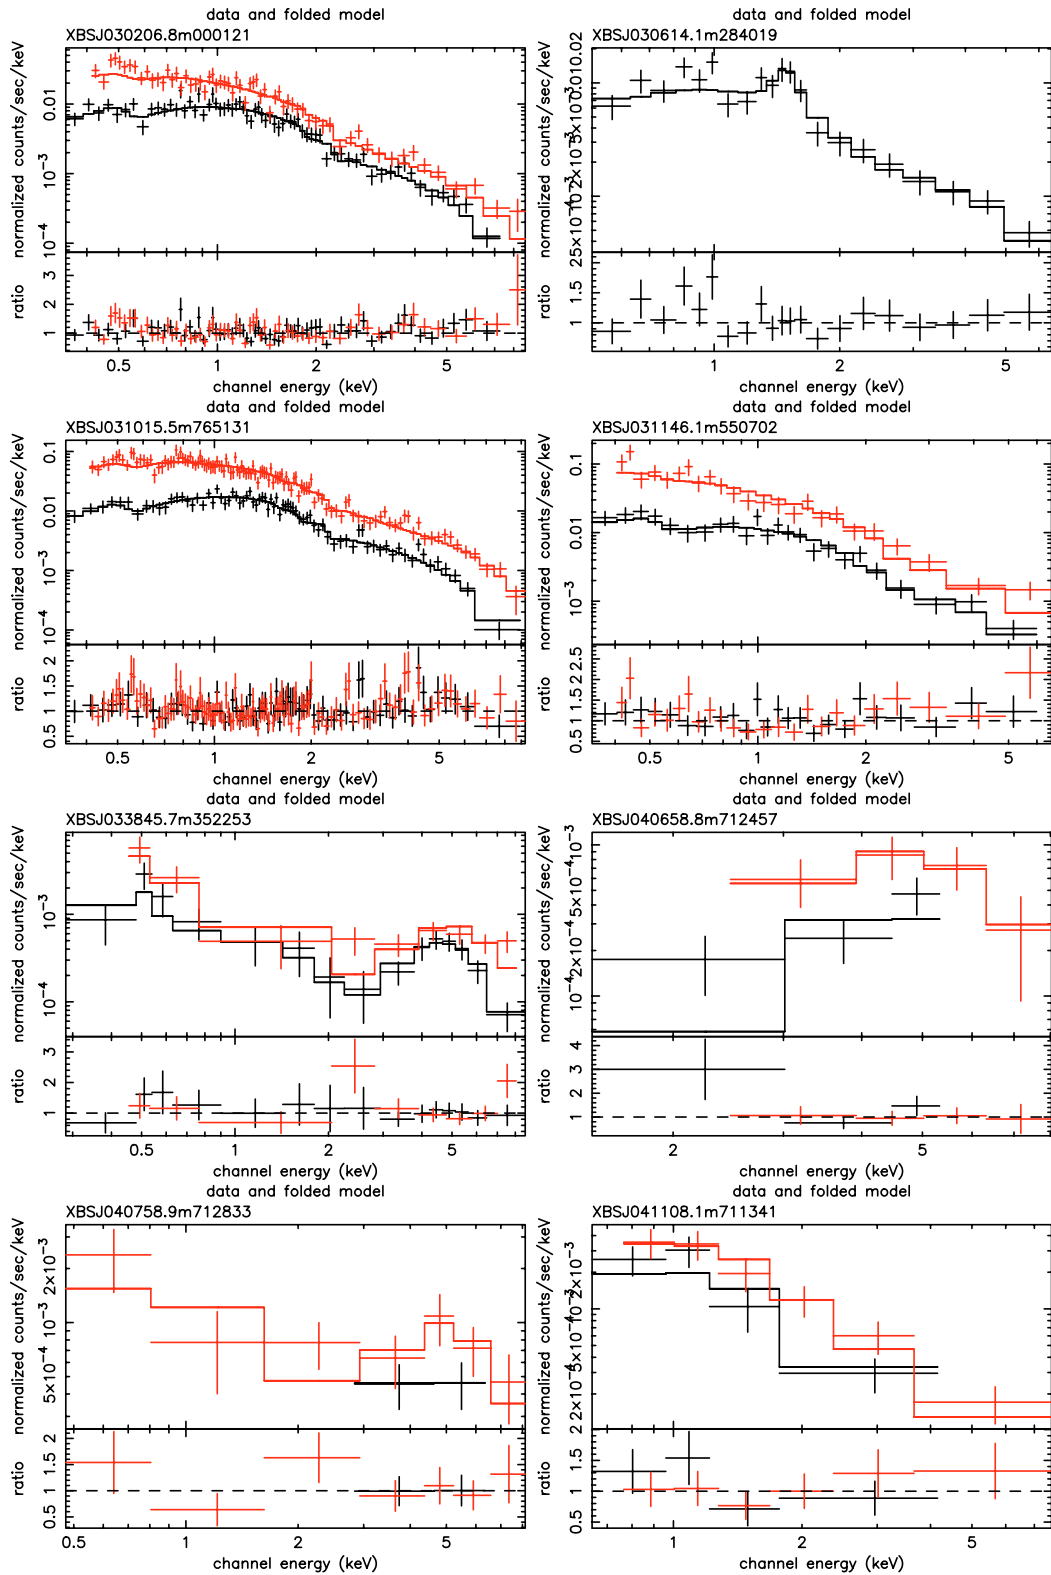 data and folded model
XBSJ030206.8m000121
normalized counts/sec/keV
0.01
10⁻³
10⁻⁴
ratio
3
2
1
0.5 1 2 5
channel energy (keV)
data and folded model
XBSJ030614.1m284019
normalized counts/sec/keV
ratio
1.5
1
1 2 5
channel energy (keV)
data and folded model
XBSJ031015.5m765131
normalized counts/sec/keV
0.1
0.01
10⁻³
10⁻⁴
ratio
2
1.5
1
0.5
0.5 1 2 5
channel energy (keV)
data and folded model
XBSJ031146.1m550702
normalized counts/sec/keV
0.1
0.01
10⁻³
ratio
2.5
2
1.5
1
0.5
0.5 1 2 5
channel energy (keV)
data and folded model
XBSJ033845.7m352253
normalized counts/sec/keV
10⁻³
10⁻⁴
ratio
3
2
1
0.5 1 2 5
channel energy (keV)
data and folded model
XBSJ040658.8m712457
normalized counts/sec/keV
10⁻³
5×10⁻⁴
2×10⁻⁴
10⁻⁴
ratio
4
3
2
1
2 5
channel energy (keV)
data and folded model
XBSJ040758.9m712833
normalized counts/sec/keV
2×10⁻³
10⁻³
5×10⁻⁴
ratio
2
1.5
1
0.5
0.5 1 2 5
channel energy (keV)
data and folded model
XBSJ041108.1m711341
normalized counts/sec/keV
2×10⁻³
10⁻³
5×10⁻⁴
ratio
1.5
1
0.5
1 2 5
channel energy (keV)